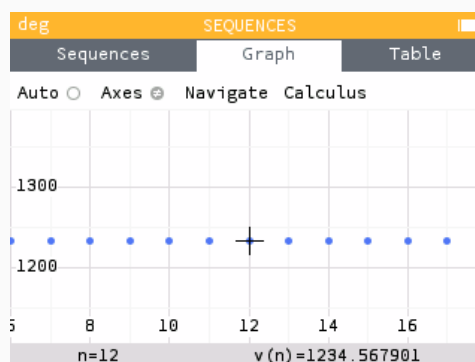 deg SEQUENCES
Sequences Graph Table
Auto Axes Navigate Calculus
1300
1200
8 10 12 14 16
n=12 v(n)=1234.567901